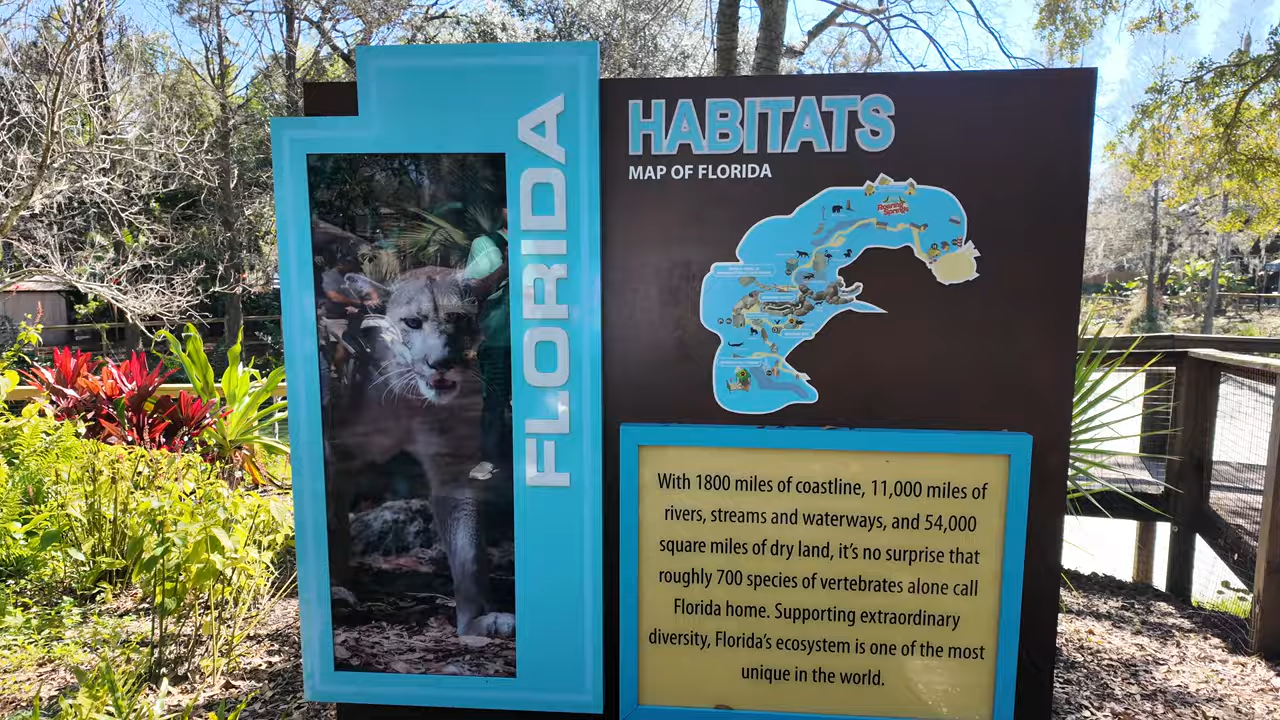 FLORIDA
HABITATS
MAP OF FLORIDA
Roaring
Springs
With 1800 miles of coastline, 11,000 miles of
rivers, streams and waterways, and 54,000
square miles of dry land, it's no surprise that
roughly 700 species of vertebrates alone call
Florida home. Supporting extraordinary
diversity, Florida's ecosystem is one of the most
unique in the world.